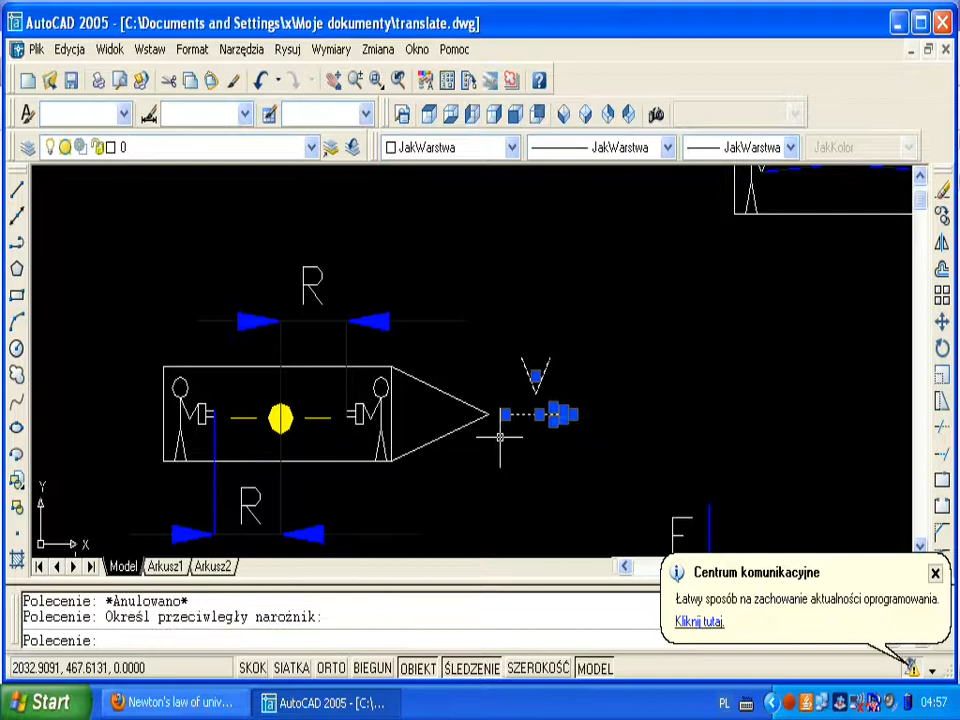 AutoCAD 2005 - [C:\Documents and Settings\x\Moje dokumenty\translate.dwg]
Plik Edycja Widok Wstaw Format Narzędzia Rysuj Wymiary Zmiana Okno Pomoc
0 JakWarstwa JakWarstwa JakWarstwa JakKolor
R
V
R
F
Y
X
Model Arkusz1 Arkusz2
Centrum komunikacyjne
Łatwy sposób na zachowanie aktualności oprogramowania.
Kliknij tutaj.
Polecenie: *Anulowano*
Polecenie: Określ przeciwległy narożnik:
Polecenie:
2032.9091, 467.6131, 0.0000 SKOK SIATKA ORTO BIEGUN OBIEKT ŚLEDZENIE SZEROKOŚĆ MODEL
Start Newton's law of univ... AutoCAD 2005 - [C:\... PL 04:57